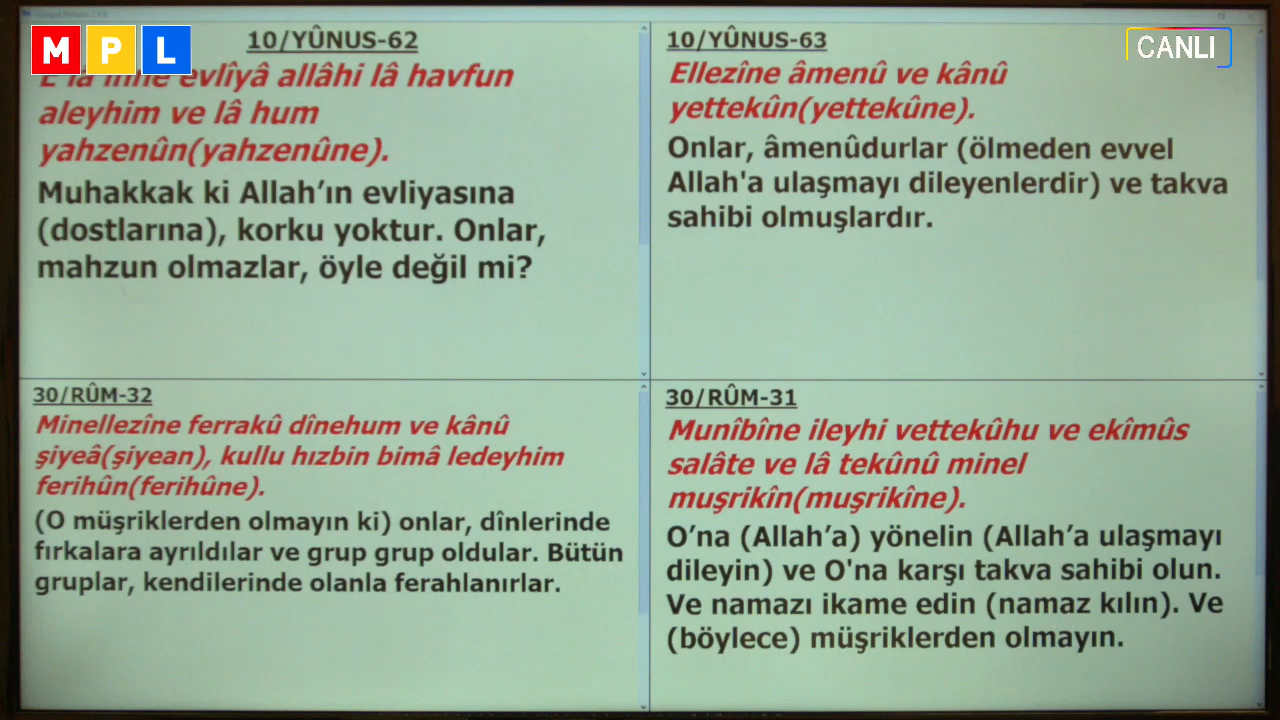 MPL
CANLI
10/YÛNUS-62
evlîyâ allâhi lâ havfun
aleyhim ve lâ hum
yahzenûn(yahzenûne).
Muhakkak ki Allah’ın evliyasına
(dostlarına), korku yoktur. Onlar,
mahzun olmazlar, öyle değil mi?
10/YÛNUS-63
Ellezîne âmenû ve kânû
yettekûn(yettekûne).
Onlar, âmenûdurlar (ölmeden evvel
Allah'a ulaşmayı dileyenlerdir) ve takva
sahibi olmuşlardır.
30/RÛM-32
Minellezîne ferrakû dînehum ve kânû
şiyeâ(şiyean), kullu hızbin bimâ ledeyhim
ferihûn(ferihûne).
(O müşriklerden olmayın ki) onlar, dînlerinde
fırkalara ayrıldılar ve grup grup oldular. Bütün
gruplar, kendilerinde olanla ferahlanırlar.
30/RÛM-31
Munîbîne ileyhi vettekûhu ve ekîmûs
salâte ve lâ tekûnû minel
muşrikîn(muşrikîne).
O’na (Allah’a) yönelin (Allah’a ulaşmayı
dileyin) ve O'na karşı takva sahibi olun.
Ve namazı ikame edin (namaz kılın). Ve
(böylece) müşriklerden olmayın.